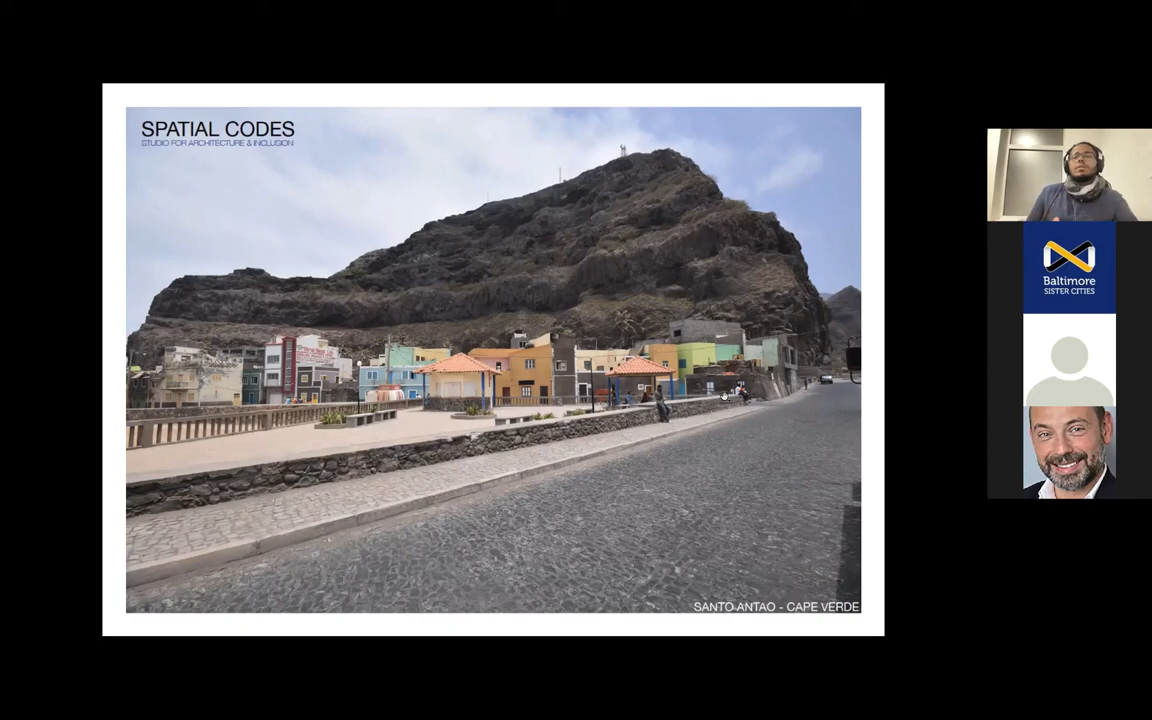 SPATIAL CODES
STUDIO FOR ARCHITECTURE & INCLUSION
SANTO ANTAO - CAPE VERDE
Baltimore
SISTER CITIES